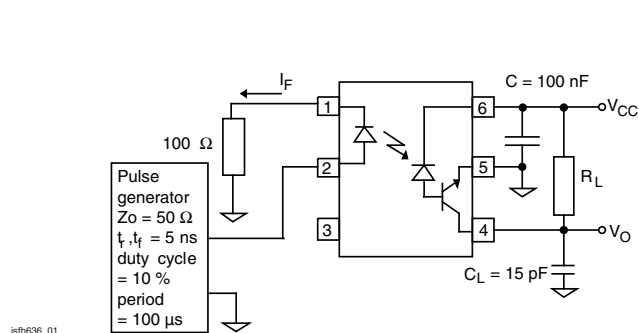 I_F
C = 100 nF
1
6
V_CC
100 Ω
2
5
R_L
Pulse
generator
Zo = 50 Ω
t_r ,t_f = 5 ns
duty cycle
= 10 %
period
= 100 µs
3
4
V_O
C_L = 15 pF
isfh636_01